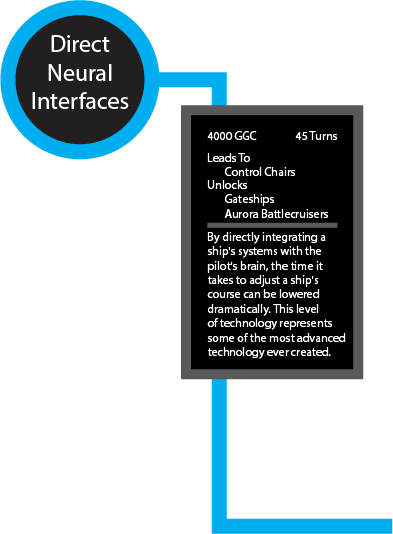 Direct
Neural
Interfaces
4000 GGC 45 Turns
Leads To
Control Chairs
Unlocks
Gateships
Aurora Battlecruisers
By directly integrating a
ship's systems with the
pilot's brain, the time it
takes to adjust a ship's
course can be lowered
dramatically. This level
of technology represents
some of the most advanced
technology ever created.